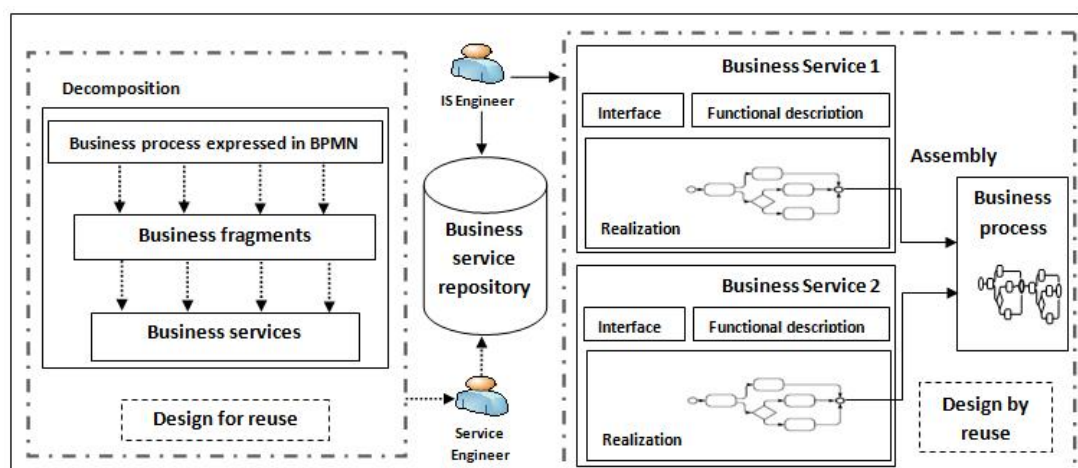 Decomposition
Business process expressed in BPMN
Business fragments
Business services
Design for reuse
IS Engineer
Business
service
repository
Service
Engineer
Business Service 1
Interface
Functional description
Realization
Business Service 2
Interface
Functional description
Realization
Assembly
Business
process
Design by
reuse